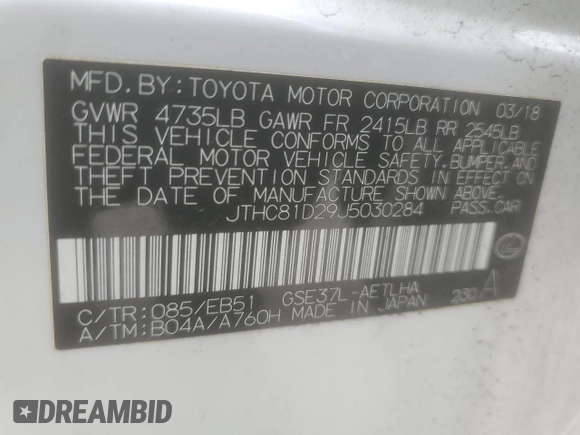 MFD. BY: TOYOTA MOTOR CORPORATION 03/18
GVWR 4735LB GAWR FR 2415LB RR 2545LB
THIS VEHICLE CONFORMS TO ALL APPLICABLE
FEDERAL MOTOR VEHICLE SAFETY, BUMPER, AND
THEFT PREVENTION STANDARDS IN EFFECT ON
THE DATE OF MANUFACTURE SHOWN ABOVE.
JTHC81D29J5030284 PASS. CAR
C/TR: 085/EB51 GSE37L-AETLHA 230 A
A/TM: B04A/A760H MADE IN JAPAN
DREAMBID